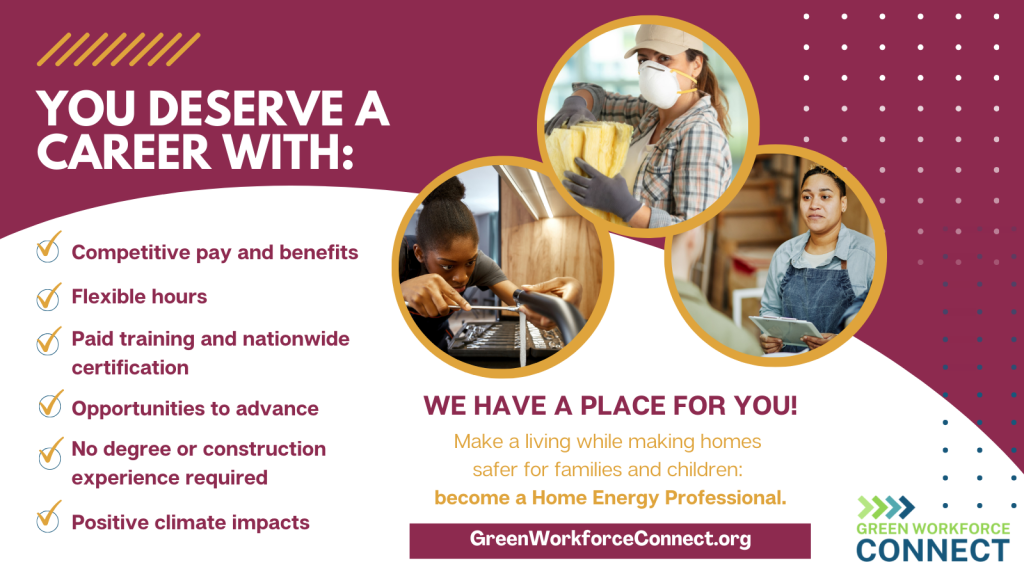 YOU DESERVE A
CAREER WITH:
Competitive pay and benefits
Flexible hours
Paid training and nationwide
certification
Opportunities to advance
No degree or construction
experience required
Positive climate impacts
WE HAVE A PLACE FOR YOU!
Make a living while making homes
safer for families and children:
become a Home Energy Professional.
GreenWorkforceConnect.org
GREEN WORKFORCE
CONNECT